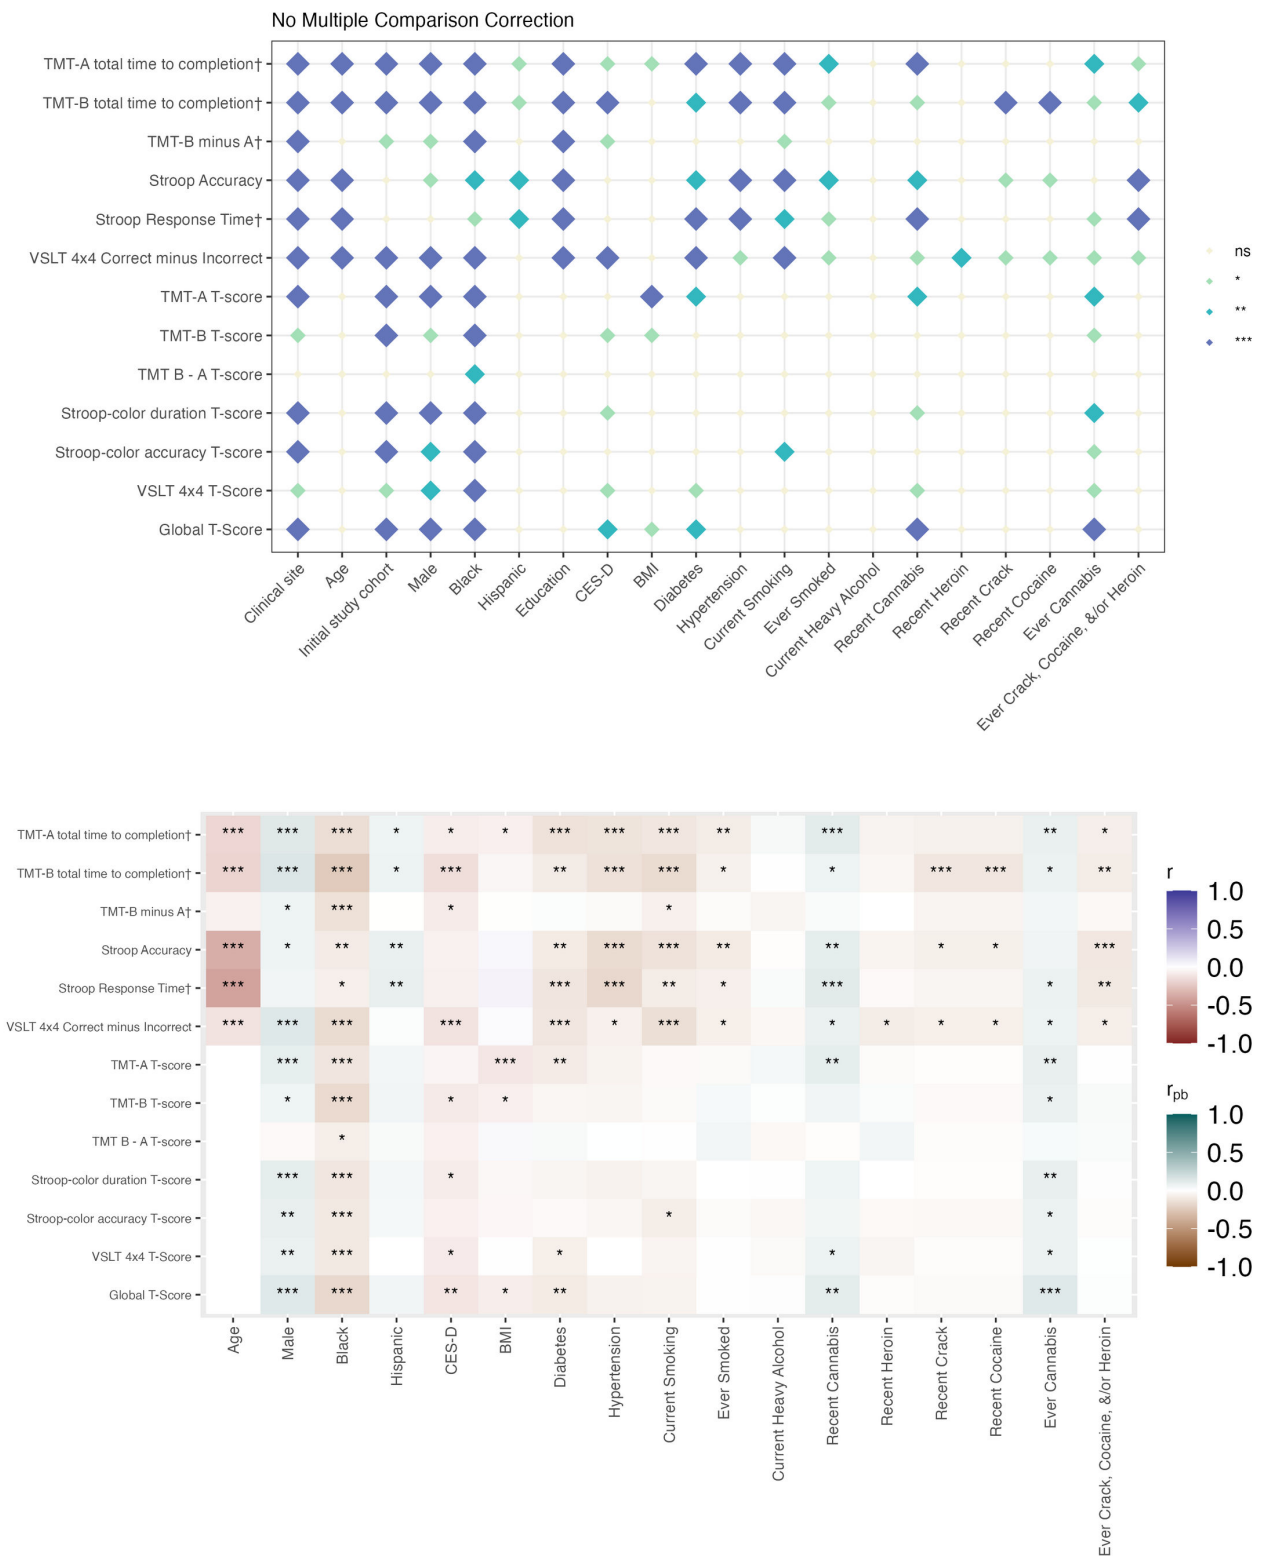 No Multiple Comparison Correction
TMT-A total time to completion†
TMT-B total time to completion†
TMT-B minus A†
Stroop Accuracy
Stroop Response Time†
VSLT 4x4 Correct minus Incorrect
TMT-A T-score
TMT-B T-score
TMT B - A T-score
Stroop-color duration T-score
Stroop-color accuracy T-score
VSLT 4x4 T-Score
Global T-Score
ns
*
**
***
Clinical site
Age
Initial study cohort
Male
Black
Hispanic
Education
CES-D
BMI
Diabetes
Hypertension
Current Smoking
Ever Smoked
Current Heavy Alcohol
Recent Cannabis
Recent Heroin
Recent Crack
Recent Cocaine
Ever Cannabis
Ever Crack, Cocaine, &/or Heroin
TMT-A total time to completion† *** *** *** * * * *** *** *** ** *** ** *
TMT-B total time to completion† *** *** *** * *** ** *** *** * * *** *** * **
TMT-B minus A† * *** * *
Stroop Accuracy *** * ** ** ** *** *** ** ** * * ***
Stroop Response Time† *** * ** *** *** ** * *** * **
VSLT 4x4 Correct minus Incorrect *** *** *** *** *** * *** * * * * * * *
TMT-A T-score *** *** *** ** ** **
TMT-B T-score * *** * * *
TMT B - A T-score *
Stroop-color duration T-score *** *** * **
Stroop-color accuracy T-score ** *** * *
VSLT 4x4 T-Score ** *** * * * *
Global T-Score *** *** ** * ** ** ***
Age
Male
Black
Hispanic
CES-D
BMI
Diabetes
Hypertension
Current Smoking
Ever Smoked
Current Heavy Alcohol
Recent Cannabis
Recent Heroin
Recent Crack
Recent Cocaine
Ever Cannabis
Ever Crack, Cocaine, &/or Heroin
r
1.0
0.5
0.0
-0.5
-1.0
rpb
1.0
0.5
0.0
-0.5
-1.0